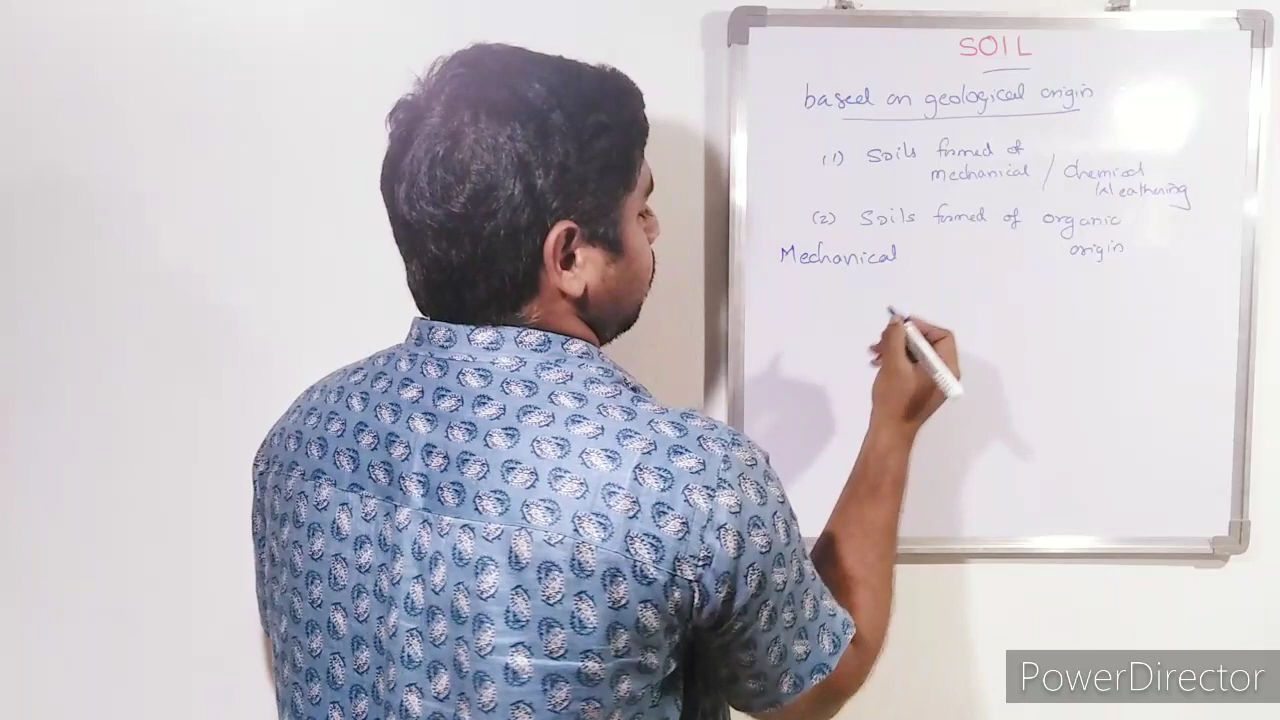 SOIL
based on geological origin
(1) Soils formed of
mechanical / Chemical
Weathering
(2) Soils formed of organic
origin
Mechanical
PowerDirector